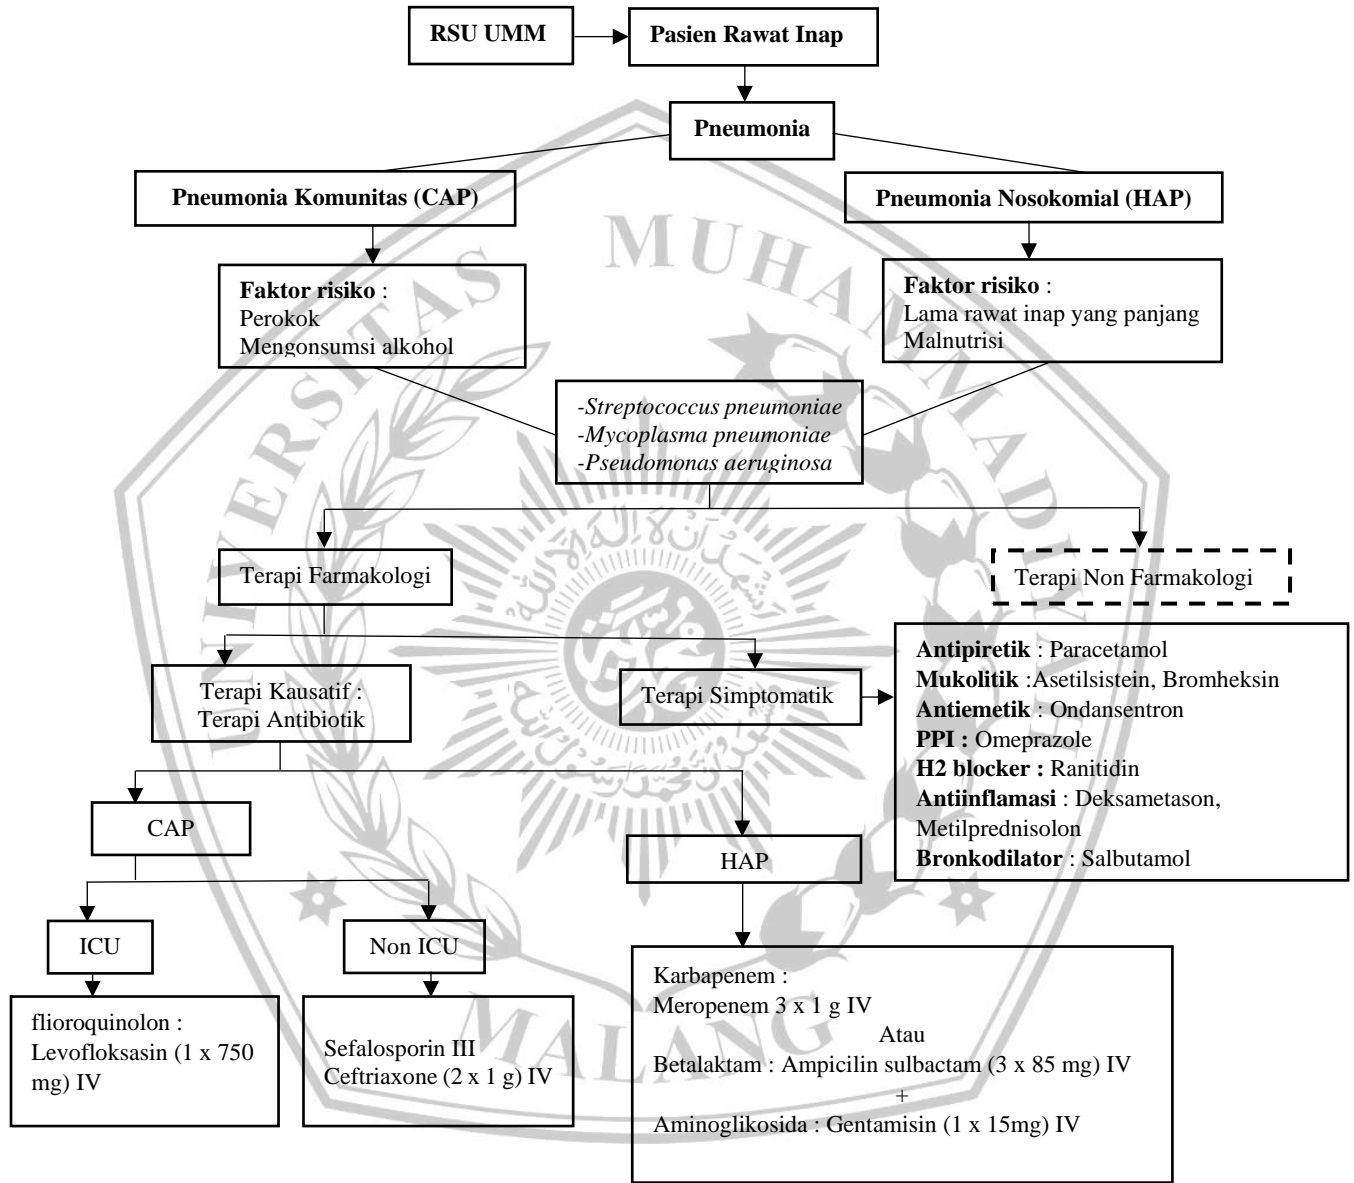 RSU UMM
Pasien Rawat Inap
Pneumonia
Pneumonia Komunitas (CAP)
Pneumonia Nosokomial (HAP)
Faktor risiko :
Perokok
Mengonsumsi alkohol
Faktor risiko :
Lama rawat inap yang panjang
Malnutrisi
-Streptococcus pneumoniae
-Mycoplasma pneumoniae
-Pseudomonas aeruginosa
Terapi Farmakologi
Terapi Non Farmakologi
Terapi Kausatif :
Terapi Antibiotik
Terapi Simptomatik
Antipiretik : Paracetamol
Mukolitik :Asetilsistein, Bromheksin
Antiemetik : Ondansentron
PPI : Omeprazole
H2 blocker : Ranitidin
Antiinflamasi : Deksametason,
Metilprednisolon
Bronkodilator : Salbutamol
CAP
HAP
ICU
Non ICU
flioroquinolon :
Levofloksasin (1 x 750
mg) IV
Sefalosporin III
Ceftriaxone (2 x 1 g) IV
Karbapenem :
Meropenem 3 x 1 g IV
Atau
Betalaktam : Ampicilin sulbactam (3 x 85 mg) IV
+
Aminoglikosida : Gentamisin (1 x 15mg) IV
UNIVERSITAS MUHAMMADIYAH
MALANG